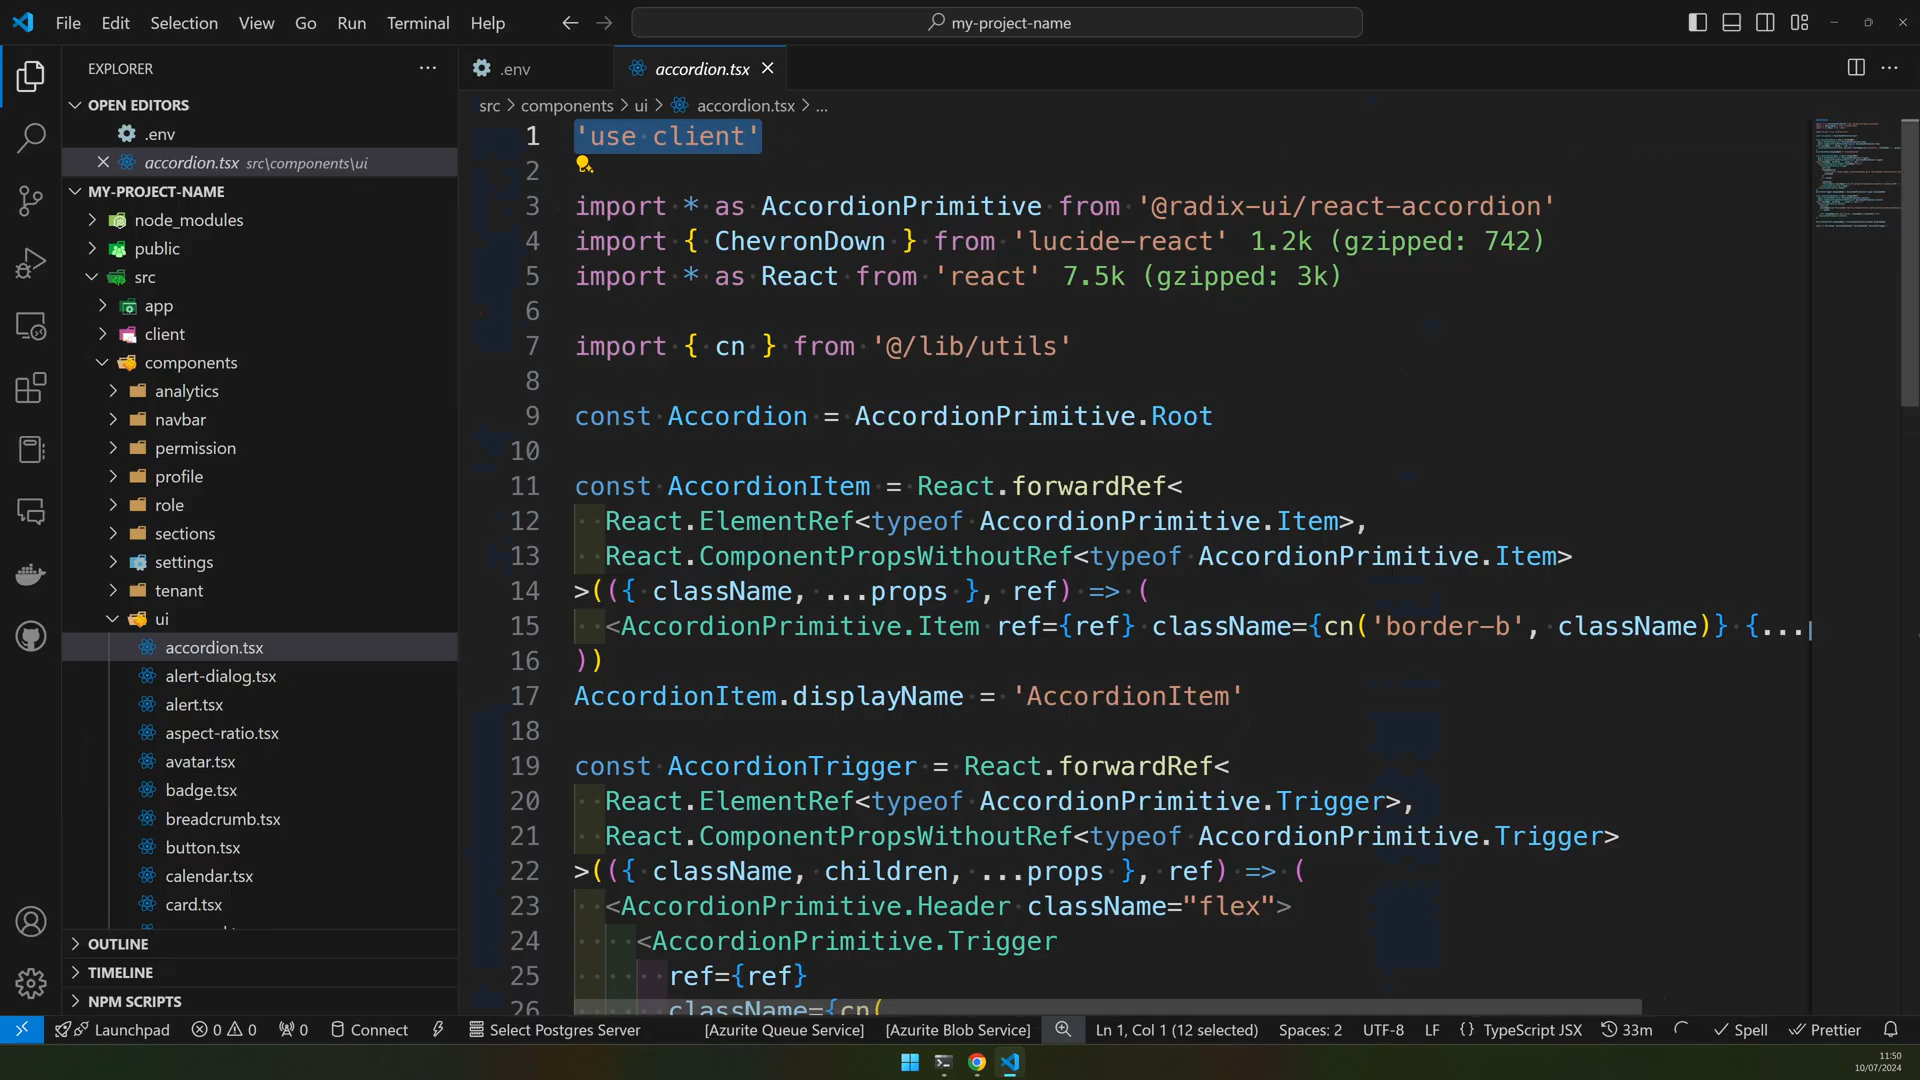 File Edit Selection View Go Run Terminal Help
my-project-name
EXPLORER
OPEN EDITORS
.env
accordion.tsx src\components\ui
MY-PROJECT-NAME
node_modules
public
src
app
client
components
analytics
navbar
permission
profile
role
sections
settings
tenant
ui
accordion.tsx
alert-dialog.tsx
alert.tsx
aspect-ratio.tsx
avatar.tsx
badge.tsx
breadcrumb.tsx
button.tsx
calendar.tsx
card.tsx
OUTLINE
TIMELINE
NPM SCRIPTS
.env
accordion.tsx
src > components > ui > accordion.tsx > ...
1 'use client'
2
3 import * as AccordionPrimitive from '@radix-ui/react-accordion'
4 import { ChevronDown } from 'lucide-react' 1.2k (gzipped: 742)
5 import * as React from 'react' 7.5k (gzipped: 3k)
6
7 import { cn } from '@/lib/utils'
8
9 const Accordion = AccordionPrimitive.Root
10
11 const AccordionItem = React.forwardRef<
12 React.ElementRef<typeof AccordionPrimitive.Item>,
13 React.ComponentPropsWithoutRef<typeof AccordionPrimitive.Item>
14 >(({ className, ...props }, ref) => (
15 <AccordionPrimitive.Item ref={ref} className={cn('border-b', className)} {...
16 ))
17 AccordionItem.displayName = 'AccordionItem'
18
19 const AccordionTrigger = React.forwardRef<
20 React.ElementRef<typeof AccordionPrimitive.Trigger>,
21 React.ComponentPropsWithoutRef<typeof AccordionPrimitive.Trigger>
22 >(({ className, children, ...props }, ref) => (
23 <AccordionPrimitive.Header className="flex">
24 <AccordionPrimitive.Trigger
25 ref={ref}
26 className={cn(
Launchpad 0 0 0 Connect Select Postgres Server [Azurite Queue Service] [Azurite Blob Service] Ln 1, Col 1 (12 selected) Spaces: 2 UTF-8 LF {} TypeScript JSX 33m Spell Prettier
11:50
10/07/2024